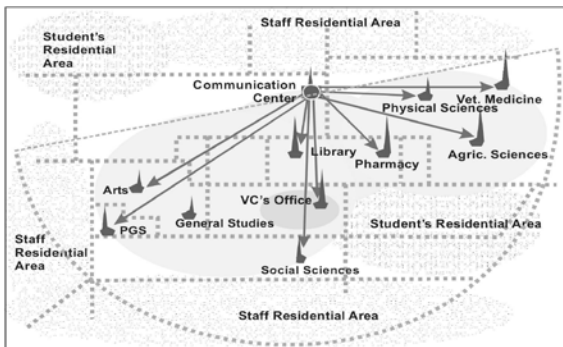 Staff Residential Area
Student's
Residential
Area
Communication
Center
Vet. Medicine
Physical Sciences
Library
Pharmacy
Agric. Sciences
Arts
VC's Office
PGS
General Studies
Student's Residential Area
Staff
Residential
Area
Social Sciences
Staff Residential Area